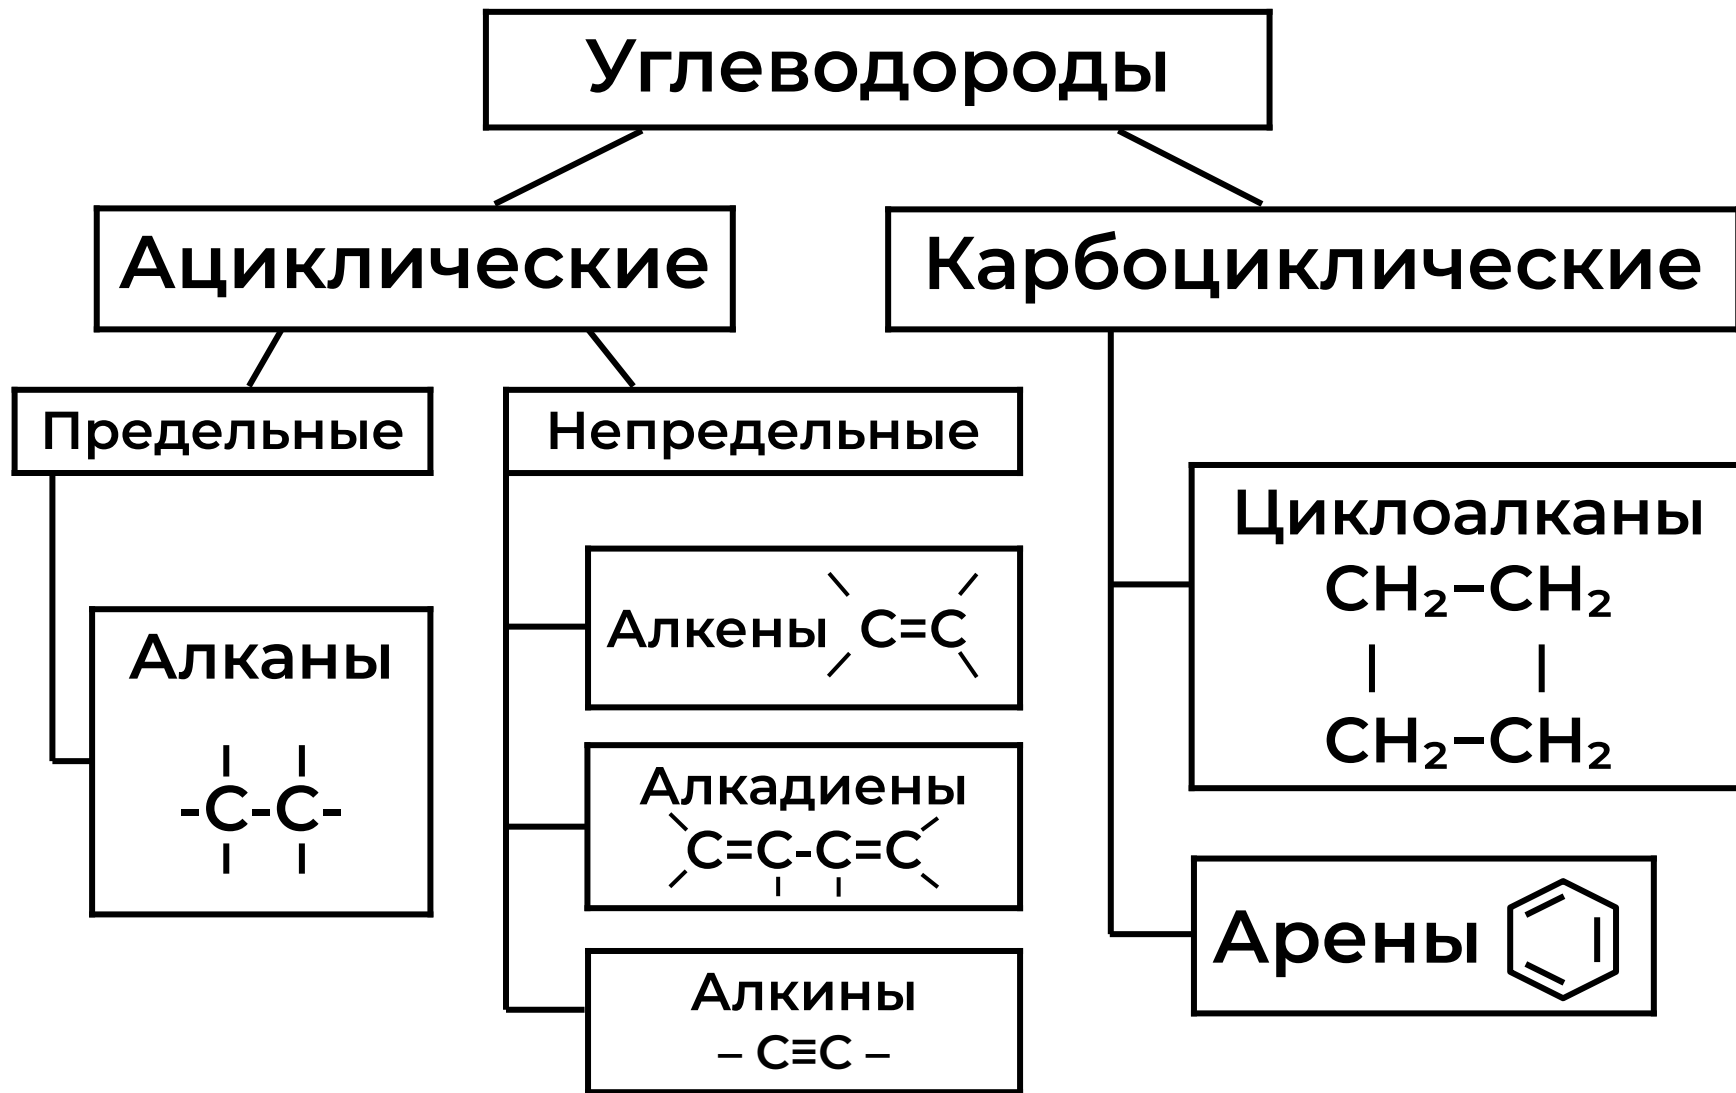 Углеводороды
Ациклические
Карбоциклические
Предельные
Непредельные
Алканы
-C-C-
Алкены C=C
Алкадиены
C=C-C=C
Алкины
– C≡C –
Циклоалканы
CH₂–CH₂
CH₂–CH₂
Арены